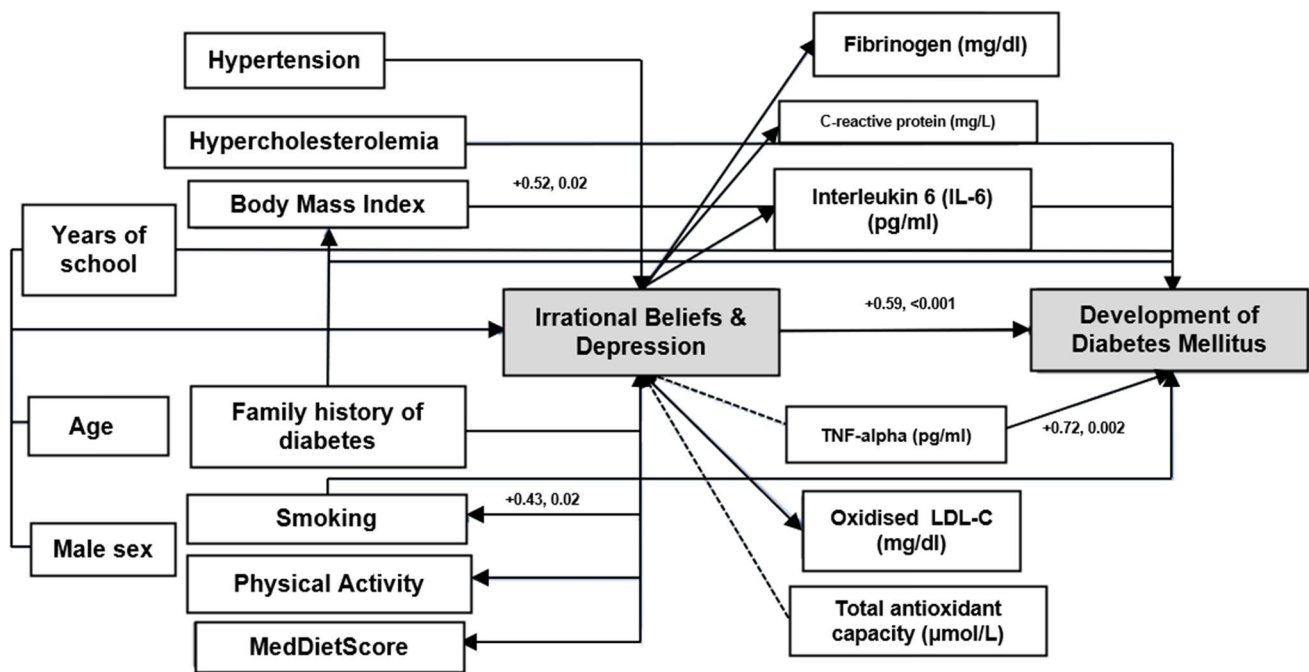 Hypertension
Fibrinogen (mg/dl)
Hypercholesterolemia
C-reactive protein (mg/L)
Body Mass Index
+0.52, 0.02
Interleukin 6 (IL-6)
(pg/ml)
Years of
school
Irrational Beliefs &
Depression
+0.59, <0.001
Development of
Diabetes Mellitus
Age
Family history of
diabetes
TNF-alpha (pg/ml)
+0.72, 0.002
Smoking
+0.43, 0.02
Oxidised LDL-C
(mg/dl)
Male sex
Physical Activity
Total antioxidant
capacity (μmol/L)
MedDietScore